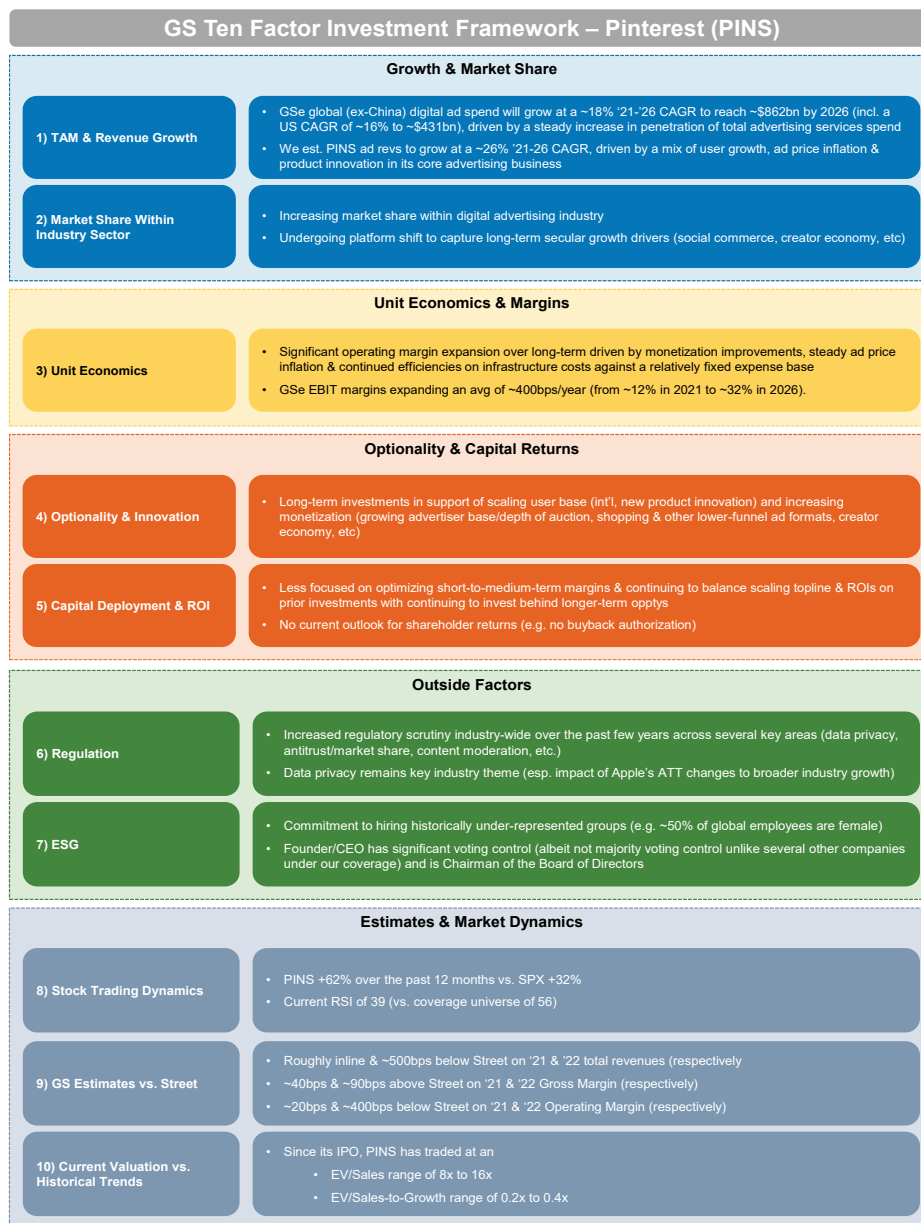 GS Ten Factor Investment Framework – Pinterest (PINS)
Growth & Market Share
1) TAM & Revenue Growth
• GSe global (ex-China) digital ad spend will grow at a ~18% ‘21-’26 CAGR to reach ~$862bn by 2026 (incl. a
US CAGR of ~16% to ~$431bn), driven by a steady increase in penetration of total advertising services spend
• We est. PINS ad revs to grow at a ~26% ’21-26 CAGR, driven by a mix of user growth, ad price inflation &
product innovation in its core advertising business
2) Market Share Within
Industry Sector
• Increasing market share within digital advertising industry
• Undergoing platform shift to capture long-term secular growth drivers (social commerce, creator economy, etc)
Unit Economics & Margins
3) Unit Economics
• Significant operating margin expansion over long-term driven by monetization improvements, steady ad price
inflation & continued efficiencies on infrastructure costs against a relatively fixed expense base
• GSe EBIT margins expanding an avg of ~400bps/year (from ~12% in 2021 to ~32% in 2026).
Optionality & Capital Returns
4) Optionality & Innovation
• Long-term investments in support of scaling user base (int’l, new product innovation) and increasing
monetization (growing advertiser base/depth of auction, shopping & other lower-funnel ad formats, creator
economy, etc)
5) Capital Deployment & ROI
• Less focused on optimizing short-to-medium-term margins & continuing to balance scaling topline & ROIs on
prior investments with continuing to invest behind longer-term opptys
• No current outlook for shareholder returns (e.g. no buyback authorization)
Outside Factors
6) Regulation
• Increased regulatory scrutiny industry-wide over the past few years across several key areas (data privacy,
antitrust/market share, content moderation, etc.)
• Data privacy remains key industry theme (esp. impact of Apple’s ATT changes to broader industry growth)
7) ESG
• Commitment to hiring historically under-represented groups (e.g. ~50% of global employees are female)
• Founder/CEO has significant voting control (albeit not majority voting control unlike several other companies
under our coverage) and is Chairman of the Board of Directors
Estimates & Market Dynamics
8) Stock Trading Dynamics
• PINS +62% over the past 12 months vs. SPX +32%
• Current RSI of 39 (vs. coverage universe of 56)
9) GS Estimates vs. Street
• Roughly inline & ~500bps below Street on ‘21 & ’22 total revenues (respectively
• ~40bps & ~90bps above Street on ‘21 & ‘22 Gross Margin (respectively)
• ~20bps & ~400bps below Street on ‘21 & ‘22 Operating Margin (respectively)
10) Current Valuation vs.
Historical Trends
• Since its IPO, PINS has traded at an
• EV/Sales range of 8x to 16x
• EV/Sales-to-Growth range of 0.2x to 0.4x